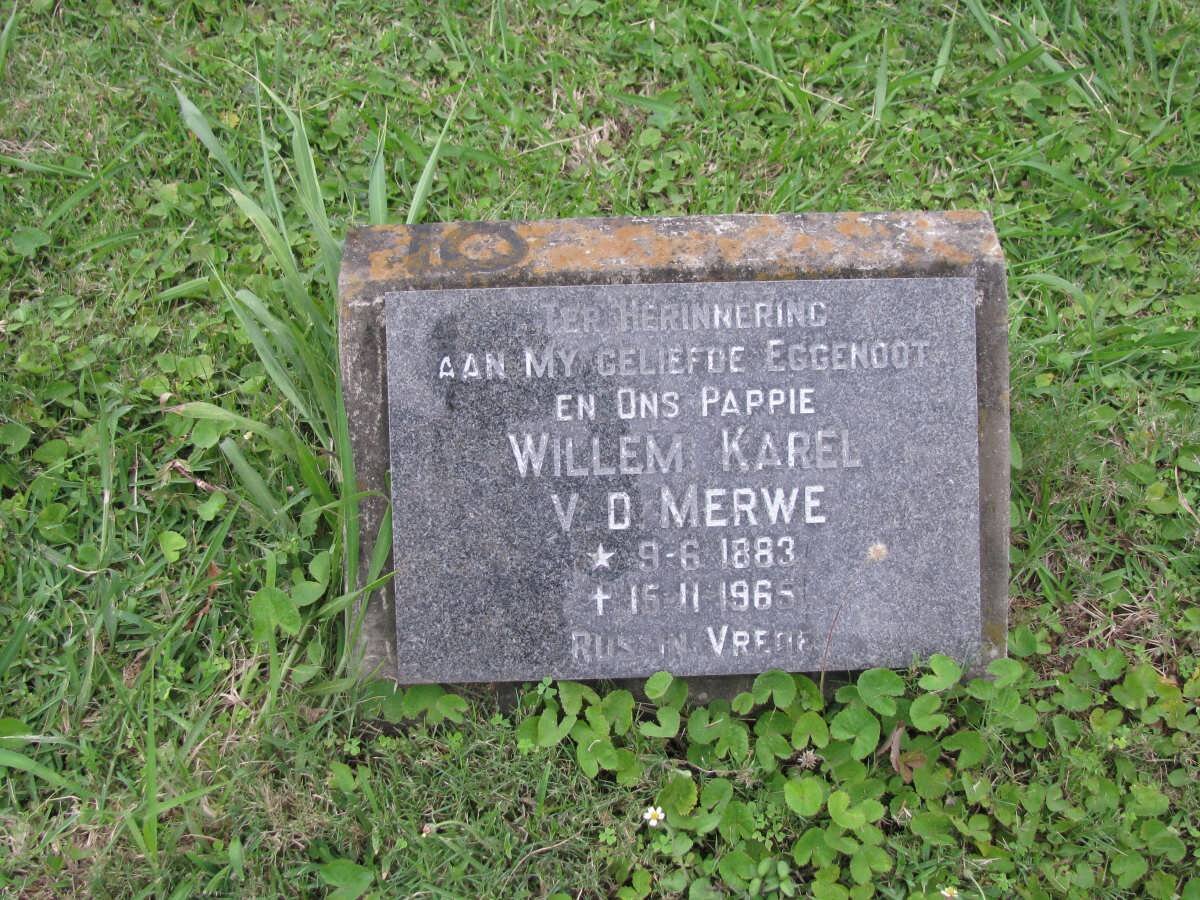 TER HERINNERING
AAN MY GELIEFDE EGGENOOT
EN ONS PAPPIE
WILLEM KAREL
V D MERWE
★ 9-6 1883
† 11 1965
RUS IN VREDE